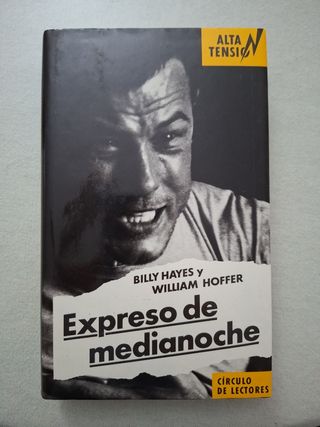 ALTA
TENSIÓN
BILLY HAYES y
WILLIAM HOFFER
Expreso de
medianoche
CÍRCULO
DE LECTORES